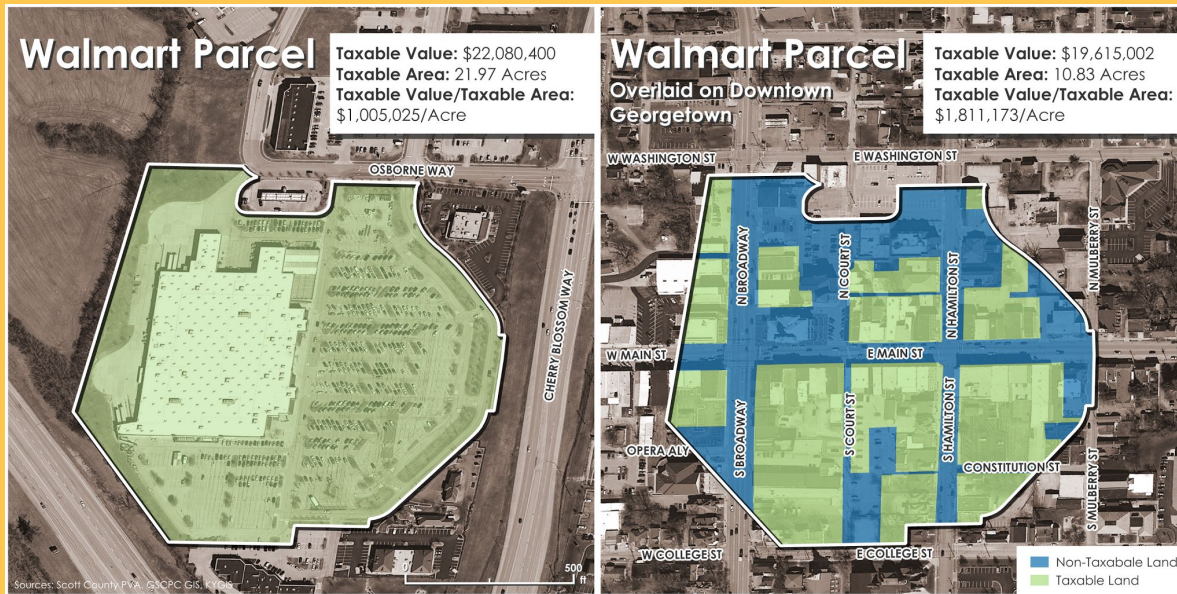 Walmart Parcel
Taxable Value: $22,080,400
Taxable Area: 21.97 Acres
Taxable Value/Taxable Area:
$1,005,025/Acre
OSBORNE WAY
CHERRY BLOSSOM WAY
Sources: Scott County PVA, GSCPC GIS, KYGIS
500
0
ft
Walmart Parcel
Overlaid on Downtown
Georgetown
Taxable Value: $19,615,002
Taxable Area: 10.83 Acres
Taxable Value/Taxable Area:
$1,811,173/Acre
W WASHINGTON ST
E WASHINGTON ST
N BROADWAY
N COURT ST
N HAMILTON ST
N MULBERRY ST
W MAIN ST
E MAIN ST
S BROADWAY
S COURT ST
S HAMILTON ST
OPERA ALY
CONSTITUTION ST
S MULBERRY ST
W COLLEGE ST
E COLLEGE ST
Non-Taxabale Land
Taxable Land